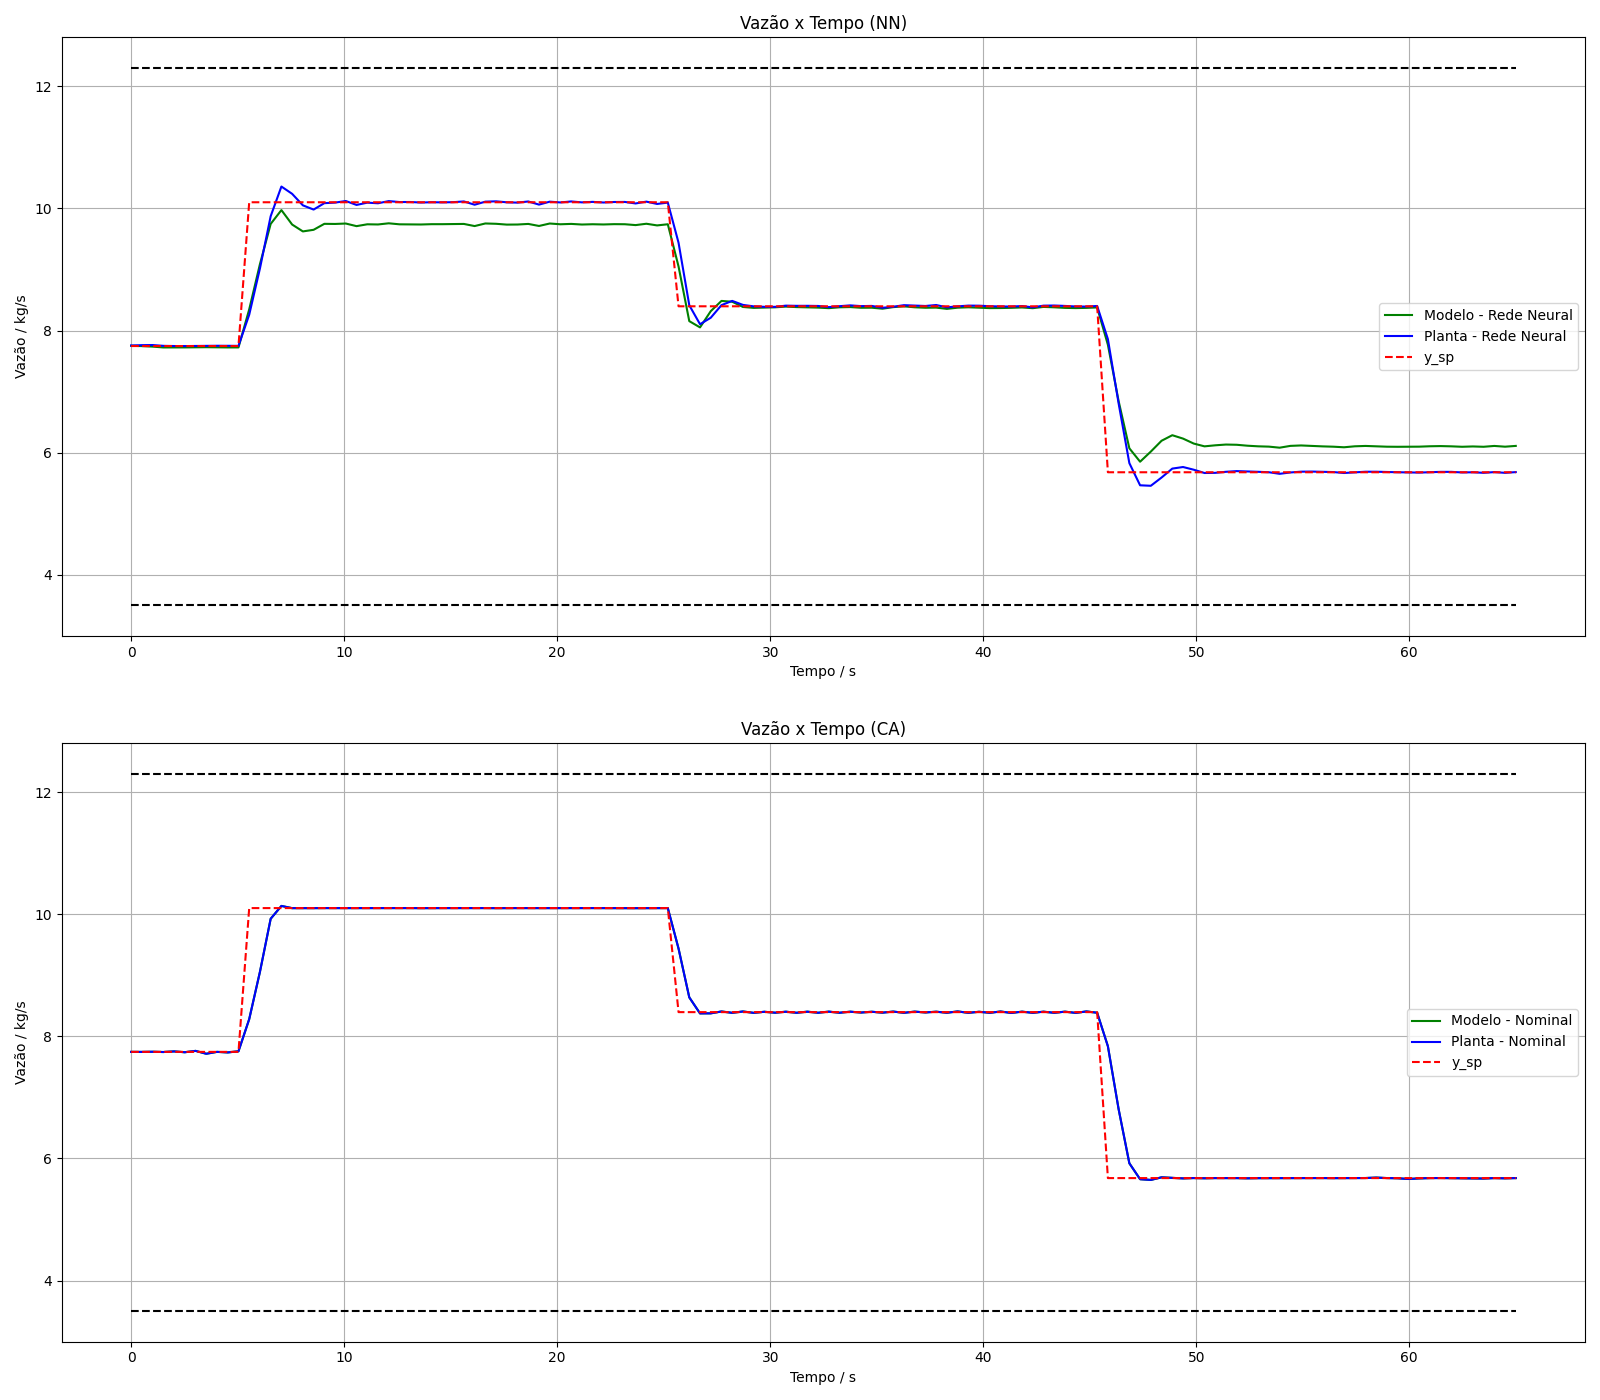 Vazão x Tempo (NN)
Vazão / kg/s
12
10
8
6
4
Modelo - Rede Neural
Planta - Rede Neural
y_sp
0 10 20 30 40 50 60
Tempo / s
Vazão x Tempo (CA)
Vazão / kg/s
12
10
8
6
4
Modelo - Nominal
Planta - Nominal
y_sp
0 10 20 30 40 50 60
Tempo / s